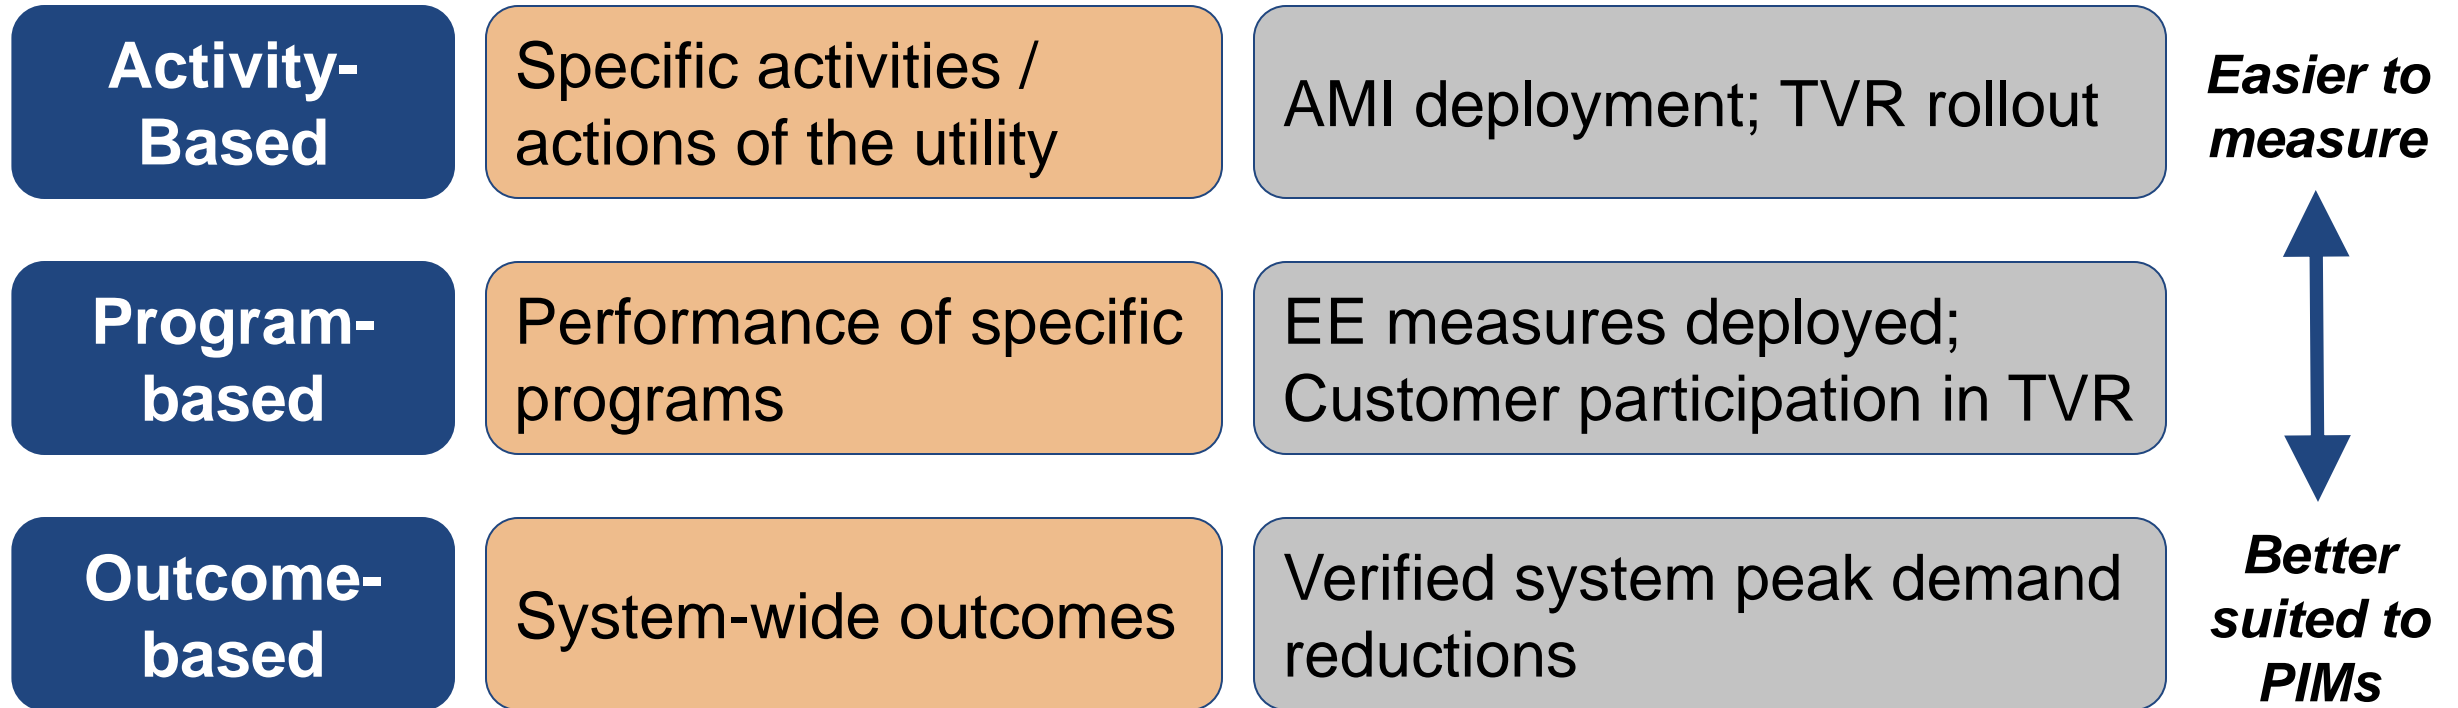 Activity-
Based
Specific activities /
actions of the utility
AMI deployment; TVR rollout
Easier to
measure
Program-
based
Performance of specific
programs
EE measures deployed;
Customer participation in TVR
Outcome-
based
System-wide outcomes
Verified system peak demand
reductions
Better
suited to
PIMs